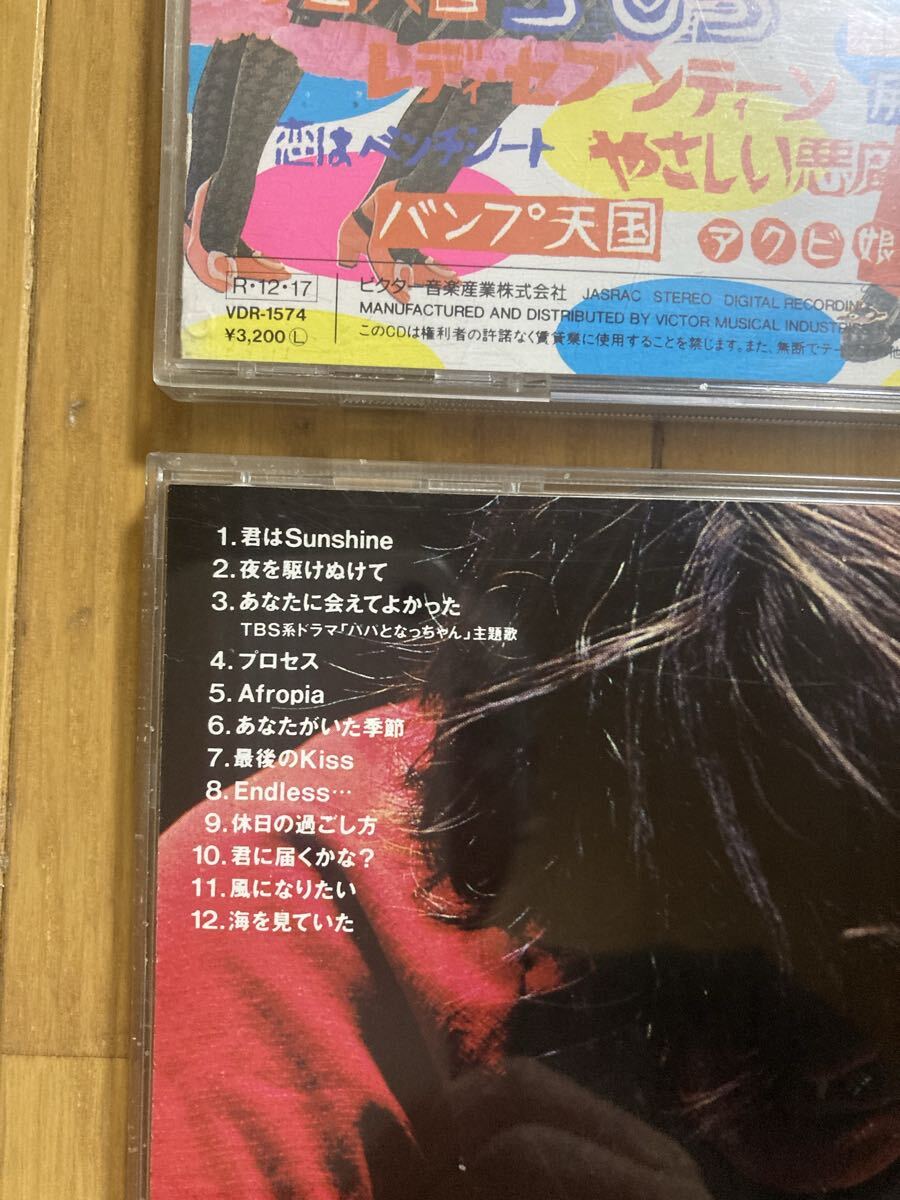 レディ・セブンティーン
恋はベンチシート
やさしい悪魔
バンプ天国
アクビ娘
R・12・17
VDR-1574
¥3,200 Ⓛ
ビクター音楽産業株式会社 JASRAC STEREO DIGITAL RECORDING
MANUFACTURED AND DISTRIBUTED BY VICTOR MUSICAL INDUSTRIES
このCDは権利者の許諾なく賃貸業に使用することを禁じます。また、無断でテー
1. 君はSunshine
2. 夜を駆けぬけて
3. あなたに会えてよかった
TBS系ドラマ「パパとなっちゃん」主題歌
4. プロセス
5. Afropia
6. あなたがいた季節
7. 最後のKiss
8. Endless…
9. 休日の過ごし方
10. 君に届くかな?
11. 風になりたい
12. 海を見ていた